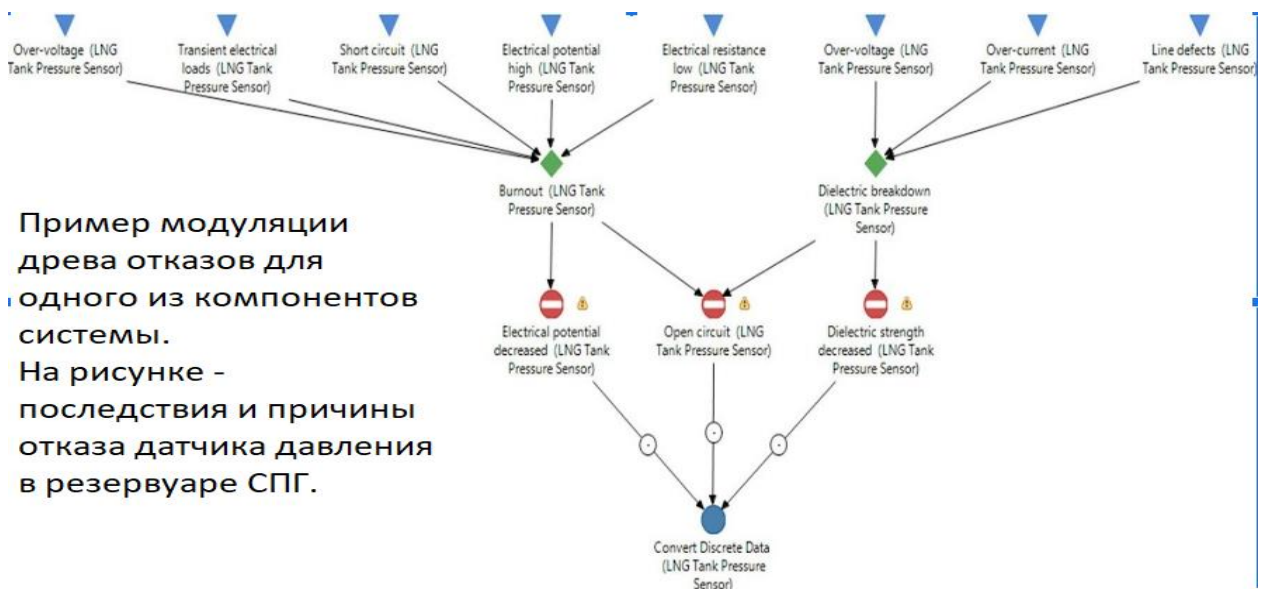 Over-voltage (LNG
Tank Pressure Sensor)
Transient electrical
loads (LNG Tank
Pressure Sensor)
Short circuit (LNG
Tank Pressure Sensor)
Electrical potential
high (LNG Tank
Pressure Sensor)
Electrical resistance
low (LNG Tank
Pressure Sensor)
Over-voltage (LNG
Tank Pressure Sensor)
Over-current (LNG
Tank Pressure Sensor)
Line defects (LNG
Tank Pressure Sensor)
Burnout (LNG Tank
Pressure Sensor)
Dielectric breakdown
(LNG Tank Pressure
Sensor)
Пример модуляции
древа отказов для
одного из компонентов
системы.
На рисунке -
последствия и причины
отказа датчика давления
в резервуаре СПГ.
Electrical potential
decreased (LNG Tank
Pressure Sensor)
Open circuit (LNG
Tank Pressure Sensor)
Dielectric strength
decreased (LNG Tank
Pressure Sensor)
Convert Discrete Data
(LNG Tank Pressure
Sensor)